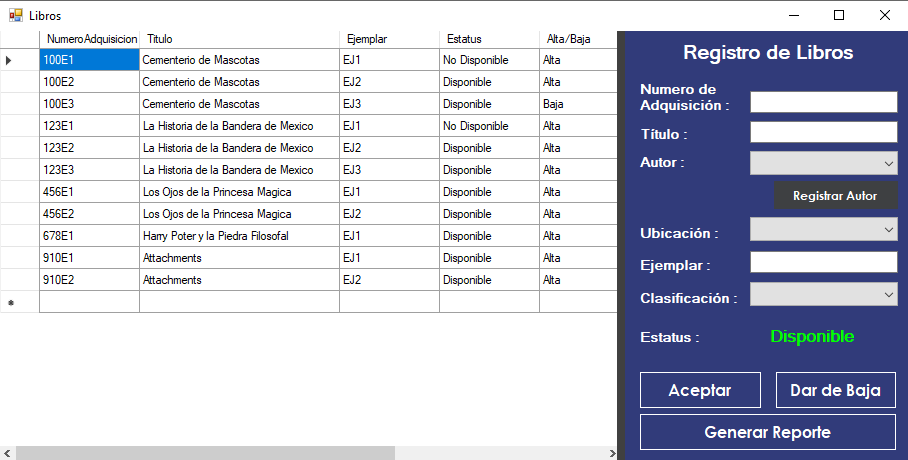 Libros
NumeroAdquisicion Titulo Ejemplar Estatus Alta/Baja
100E1 Cementerio de Mascotas EJ1 No Disponible Alta
100E2 Cementerio de Mascotas EJ2 Disponible Alta
100E3 Cementerio de Mascotas EJ3 Disponible Baja
123E1 La Historia de la Bandera de Mexico EJ1 No Disponible Alta
123E2 La Historia de la Bandera de Mexico EJ2 Disponible Alta
123E3 La Historia de la Bandera de Mexico EJ3 Disponible Alta
456E1 Los Ojos de la Princesa Magica EJ1 Disponible Alta
456E2 Los Ojos de la Princesa Magica EJ2 Disponible Alta
678E1 Harry Poter y la Piedra Filosofal EJ1 Disponible Alta
910E1 Attachments EJ1 Disponible Alta
910E2 Attachments EJ2 Disponible Alta
Registro de Libros
Numero de
Adquisición :
Título :
Autor :
Registrar Autor
Ubicación :
Ejemplar :
Clasificación :
Estatus : Disponible
Aceptar Dar de Baja
Generar Reporte